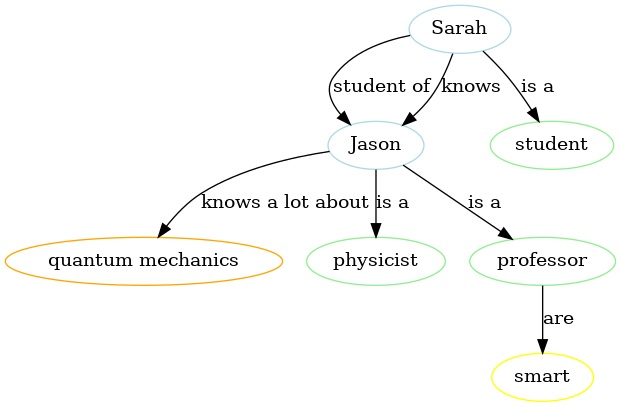 Sarah
student of
knows
is a
Jason
student
knows a lot about
is a
is a
quantum mechanics
physicist
professor
are
smart